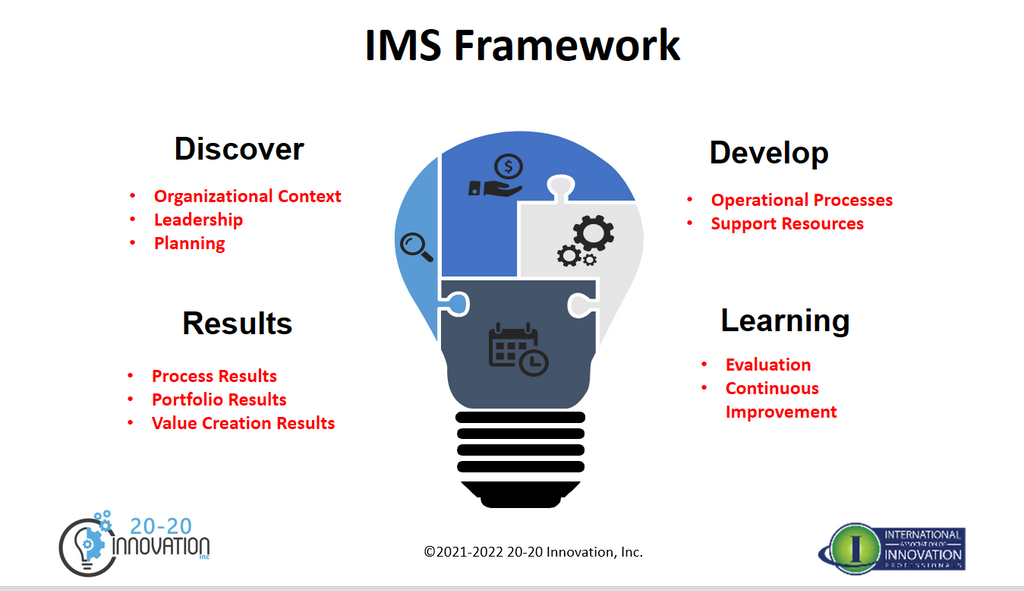 IMS Framework
Discover
• Organizational Context
• Leadership
• Planning
Develop
• Operational Processes
• Support Resources
Results
• Process Results
• Portfolio Results
• Value Creation Results
Learning
• Evaluation
• Continuous
Improvement
$
20-20
INNOVATION
inc
©2021-2022 20-20 Innovation, Inc.
I
INTERNATIONAL
ASSOCIATION OF
INNOVATION
PROFESSIONALS